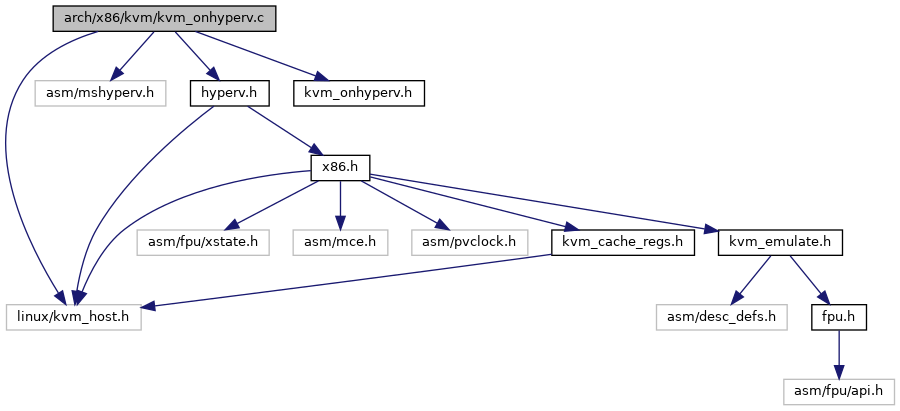 arch/x86/kvm/kvm_onhyperv.c
asm/mshyperv.h
hyperv.h
kvm_onhyperv.h
x86.h
asm/fpu/xstate.h
asm/mce.h
asm/pvclock.h
kvm_cache_regs.h
kvm_emulate.h
linux/kvm_host.h
asm/desc_defs.h
fpu.h
asm/fpu/api.h